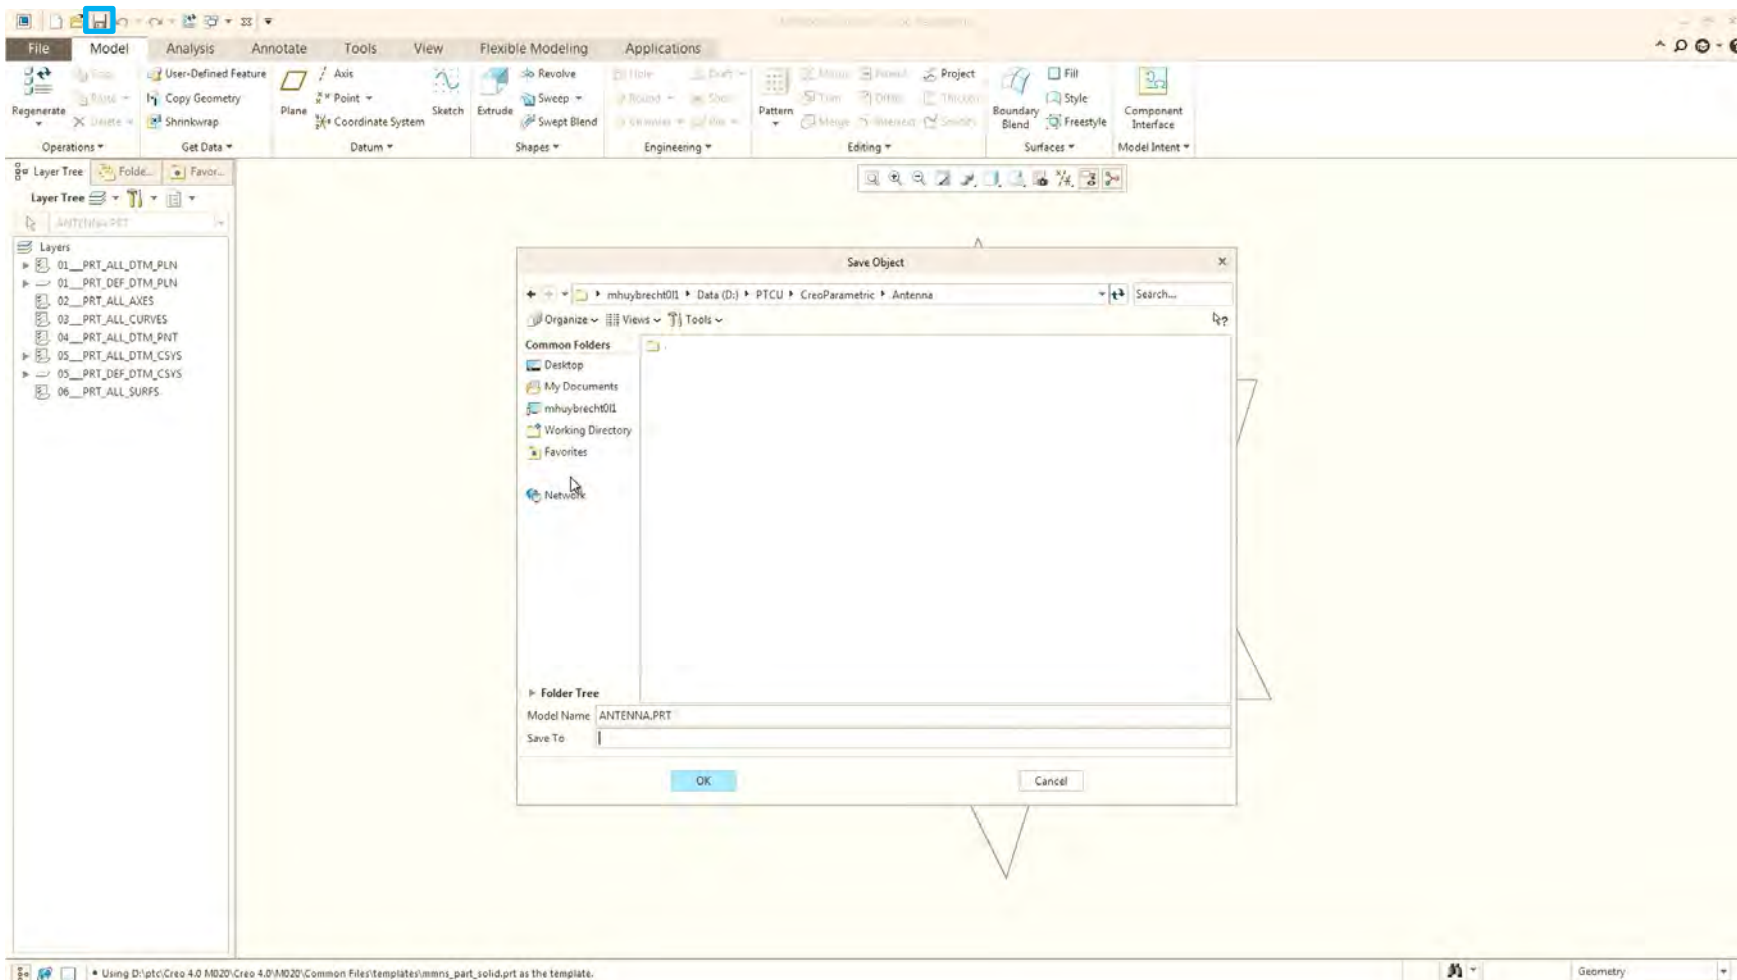 File Model Analysis Annotate Tools View Flexible Modeling Applications
User-Defined Feature Axis Revolve Project Fill
Copy Geometry Point Sweep Style
Regenerate Plane Sketch Extrude Pattern Boundary Blend Component Interface
Shrinkwrap Coordinate System Swept Blend Freestyle
Operations Get Data Datum Shapes Engineering Editing Surfaces Model Intent
Layer Tree Folde... Favor...
Layer Tree
ANTENNA.PRT
Layers
01__PRT_ALL_DTM_PLN
01__PRT_DEF_DTM_PLN
02__PRT_ALL_AXES
03__PRT_ALL_CURVES
04__PRT_ALL_DTM_PNT
05__PRT_ALL_DTM_CSYS
05__PRT_DEF_DTM_CSYS
06__PRT_ALL_SURFS
Save Object
mhuybrecht0l1 Data (D:) PTCU CreoParametric Antenna Search...
Organize Views Tools
Common Folders
Desktop
My Documents
mhuybrecht0l1
Working Directory
Favorites
Network
Folder Tree
Model Name ANTENNA.PRT
Save To
OK Cancel
• Using D:\ptc\Creo 4.0 M020\Creo 4.0\M020\Common Files\templates\mmns_part_solid.prt as the template.
Geometry